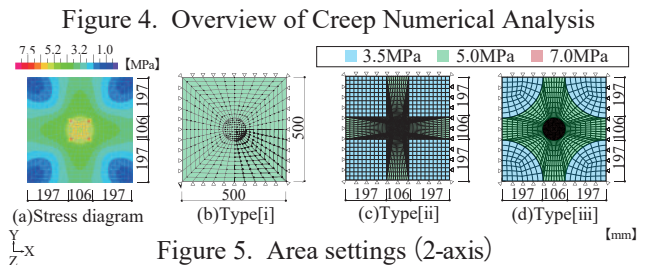 Figure 4. Overview of Creep Numerical Analysis
7.5 5.2 3.2 1.0 【MPa】
3.5MPa 5.0MPa 7.0MPa
197
106
197
197 106 197
(a)Stress diagram
500
500
(b)Type[i]
197
106
197
197 106 197
(c)Type[ii]
197
106
197
197 106 197
(d)Type[iii]
Y
Z X
【mm】
Figure 5. Area settings (2-axis)